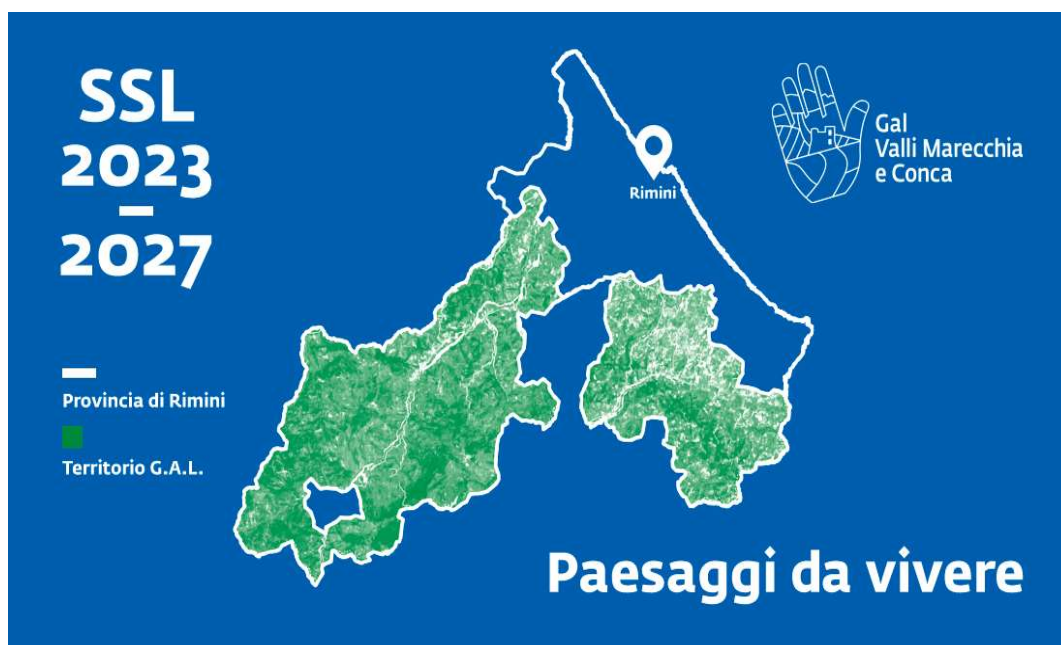 SSL
2023
–
2027
Provincia di Rimini
Territorio G.A.L.
Rimini
Gal
Valli Marecchia
e Conca
Paesaggi da vivere